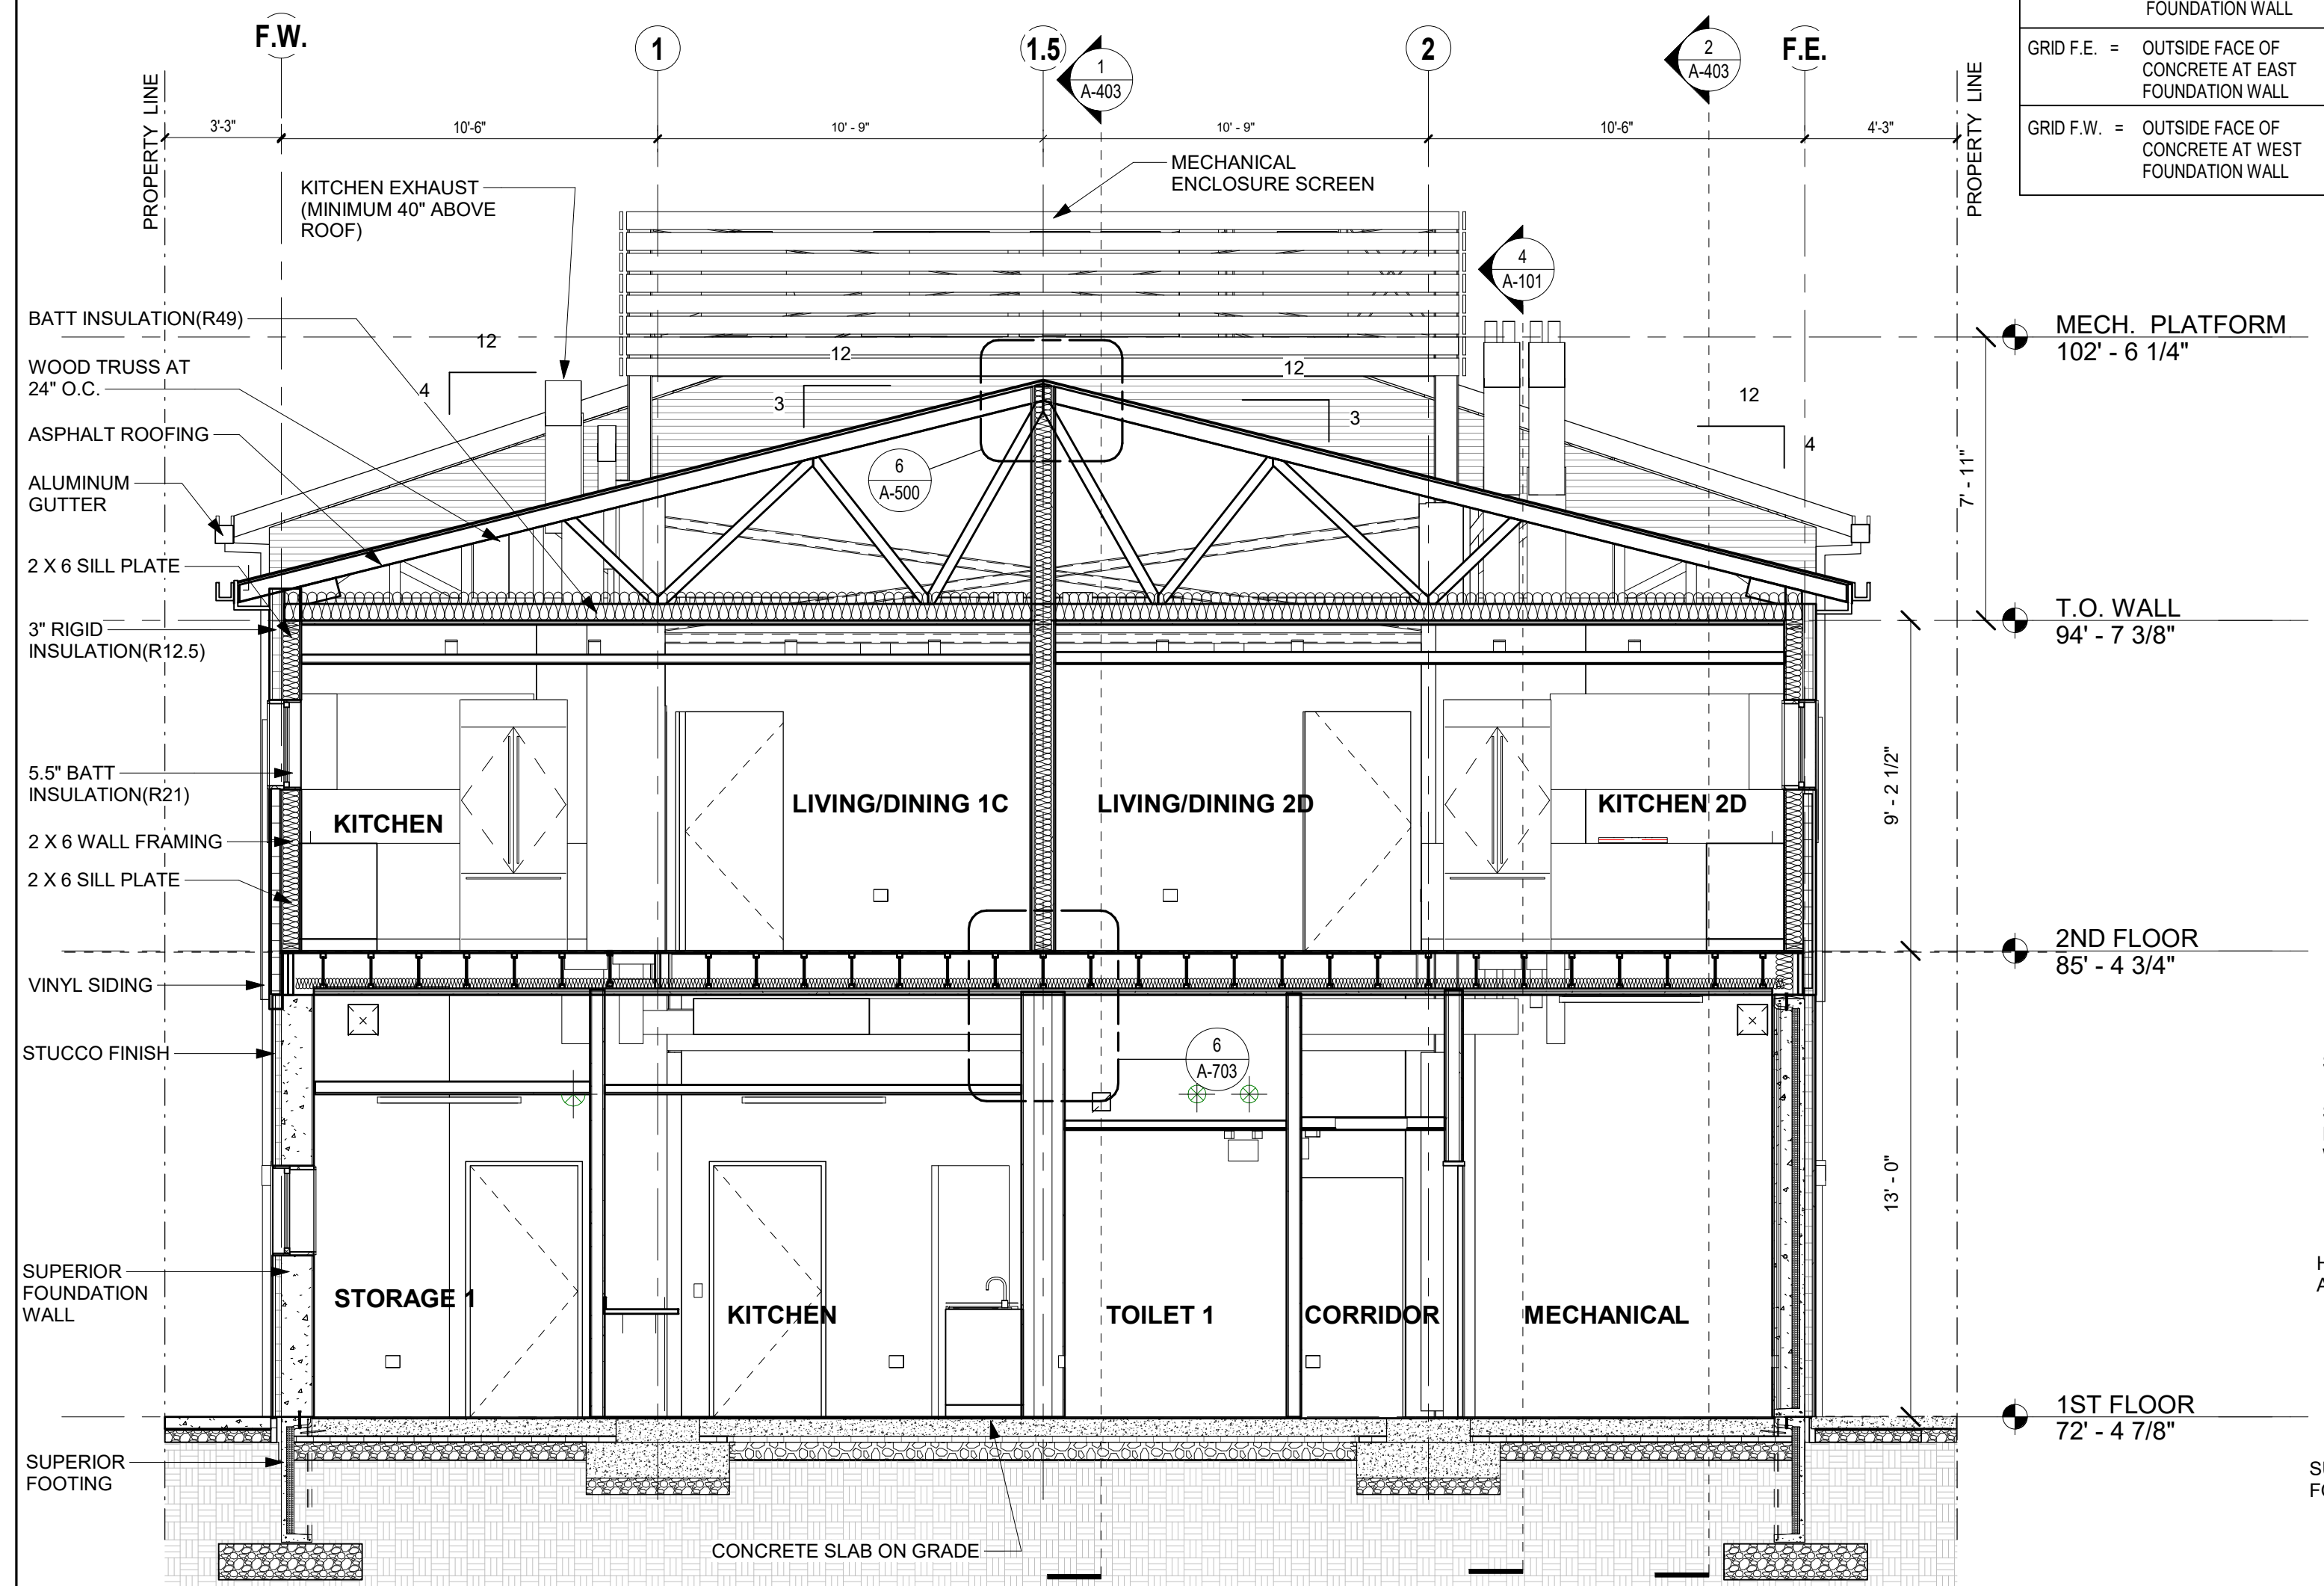 FOUNDATION WALL
GRID F.E. = OUTSIDE FACE OF
CONCRETE AT EAST
FOUNDATION WALL
GRID F.W. = OUTSIDE FACE OF
CONCRETE AT WEST
FOUNDATION WALL
F.W.
1
1.5
2
F.E.
1
A-403
2
A-403
PROPERTY LINE
PROPERTY LINE
3'-3"
10'-6"
10' - 9"
10' - 9"
10'-6"
4'-3"
MECHANICAL
ENCLOSURE SCREEN
KITCHEN EXHAUST
(MINIMUM 40" ABOVE
ROOF)
4
A-101
BATT INSULATION(R49)
WOOD TRUSS AT
24" O.C.
ASPHALT ROOFING
ALUMINUM
GUTTER
2 X 6 SILL PLATE
3" RIGID
INSULATION(R12.5)
5.5" BATT
INSULATION(R21)
2 X 6 WALL FRAMING
2 X 6 SILL PLATE
VINYL SIDING
STUCCO FINISH
SUPERIOR
FOUNDATION
WALL
SUPERIOR
FOOTING
12
4
12
3
12
3
12
4
6
A-500
MECH. PLATFORM
102' - 6 1/4"
7' - 11"
T.O. WALL
94' - 7 3/8"
9' - 2 1/2"
2ND FLOOR
85' - 4 3/4"
13' - 0"
1ST FLOOR
72' - 4 7/8"
KITCHEN
LIVING/DINING 1C
LIVING/DINING 2D
KITCHEN 2D
6
A-703
STORAGE 1
KITCHEN
TOILET 1
CORRIDOR
MECHANICAL
CONCRETE SLAB ON GRADE